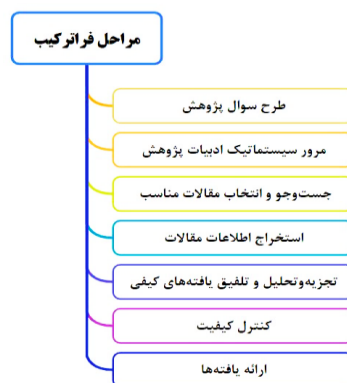 مراحل فراترکیب
طرح سوال پژوهش
مرور سیستماتیک ادبیات پژوهش
جست‌وجو و انتخاب مقالات مناسب
استخراج اطلاعات مقالات
تجزیه‌وتحلیل و تلفیق یافته‌های کیفی
کنترل کیفیت
ارائه یافته‌ها